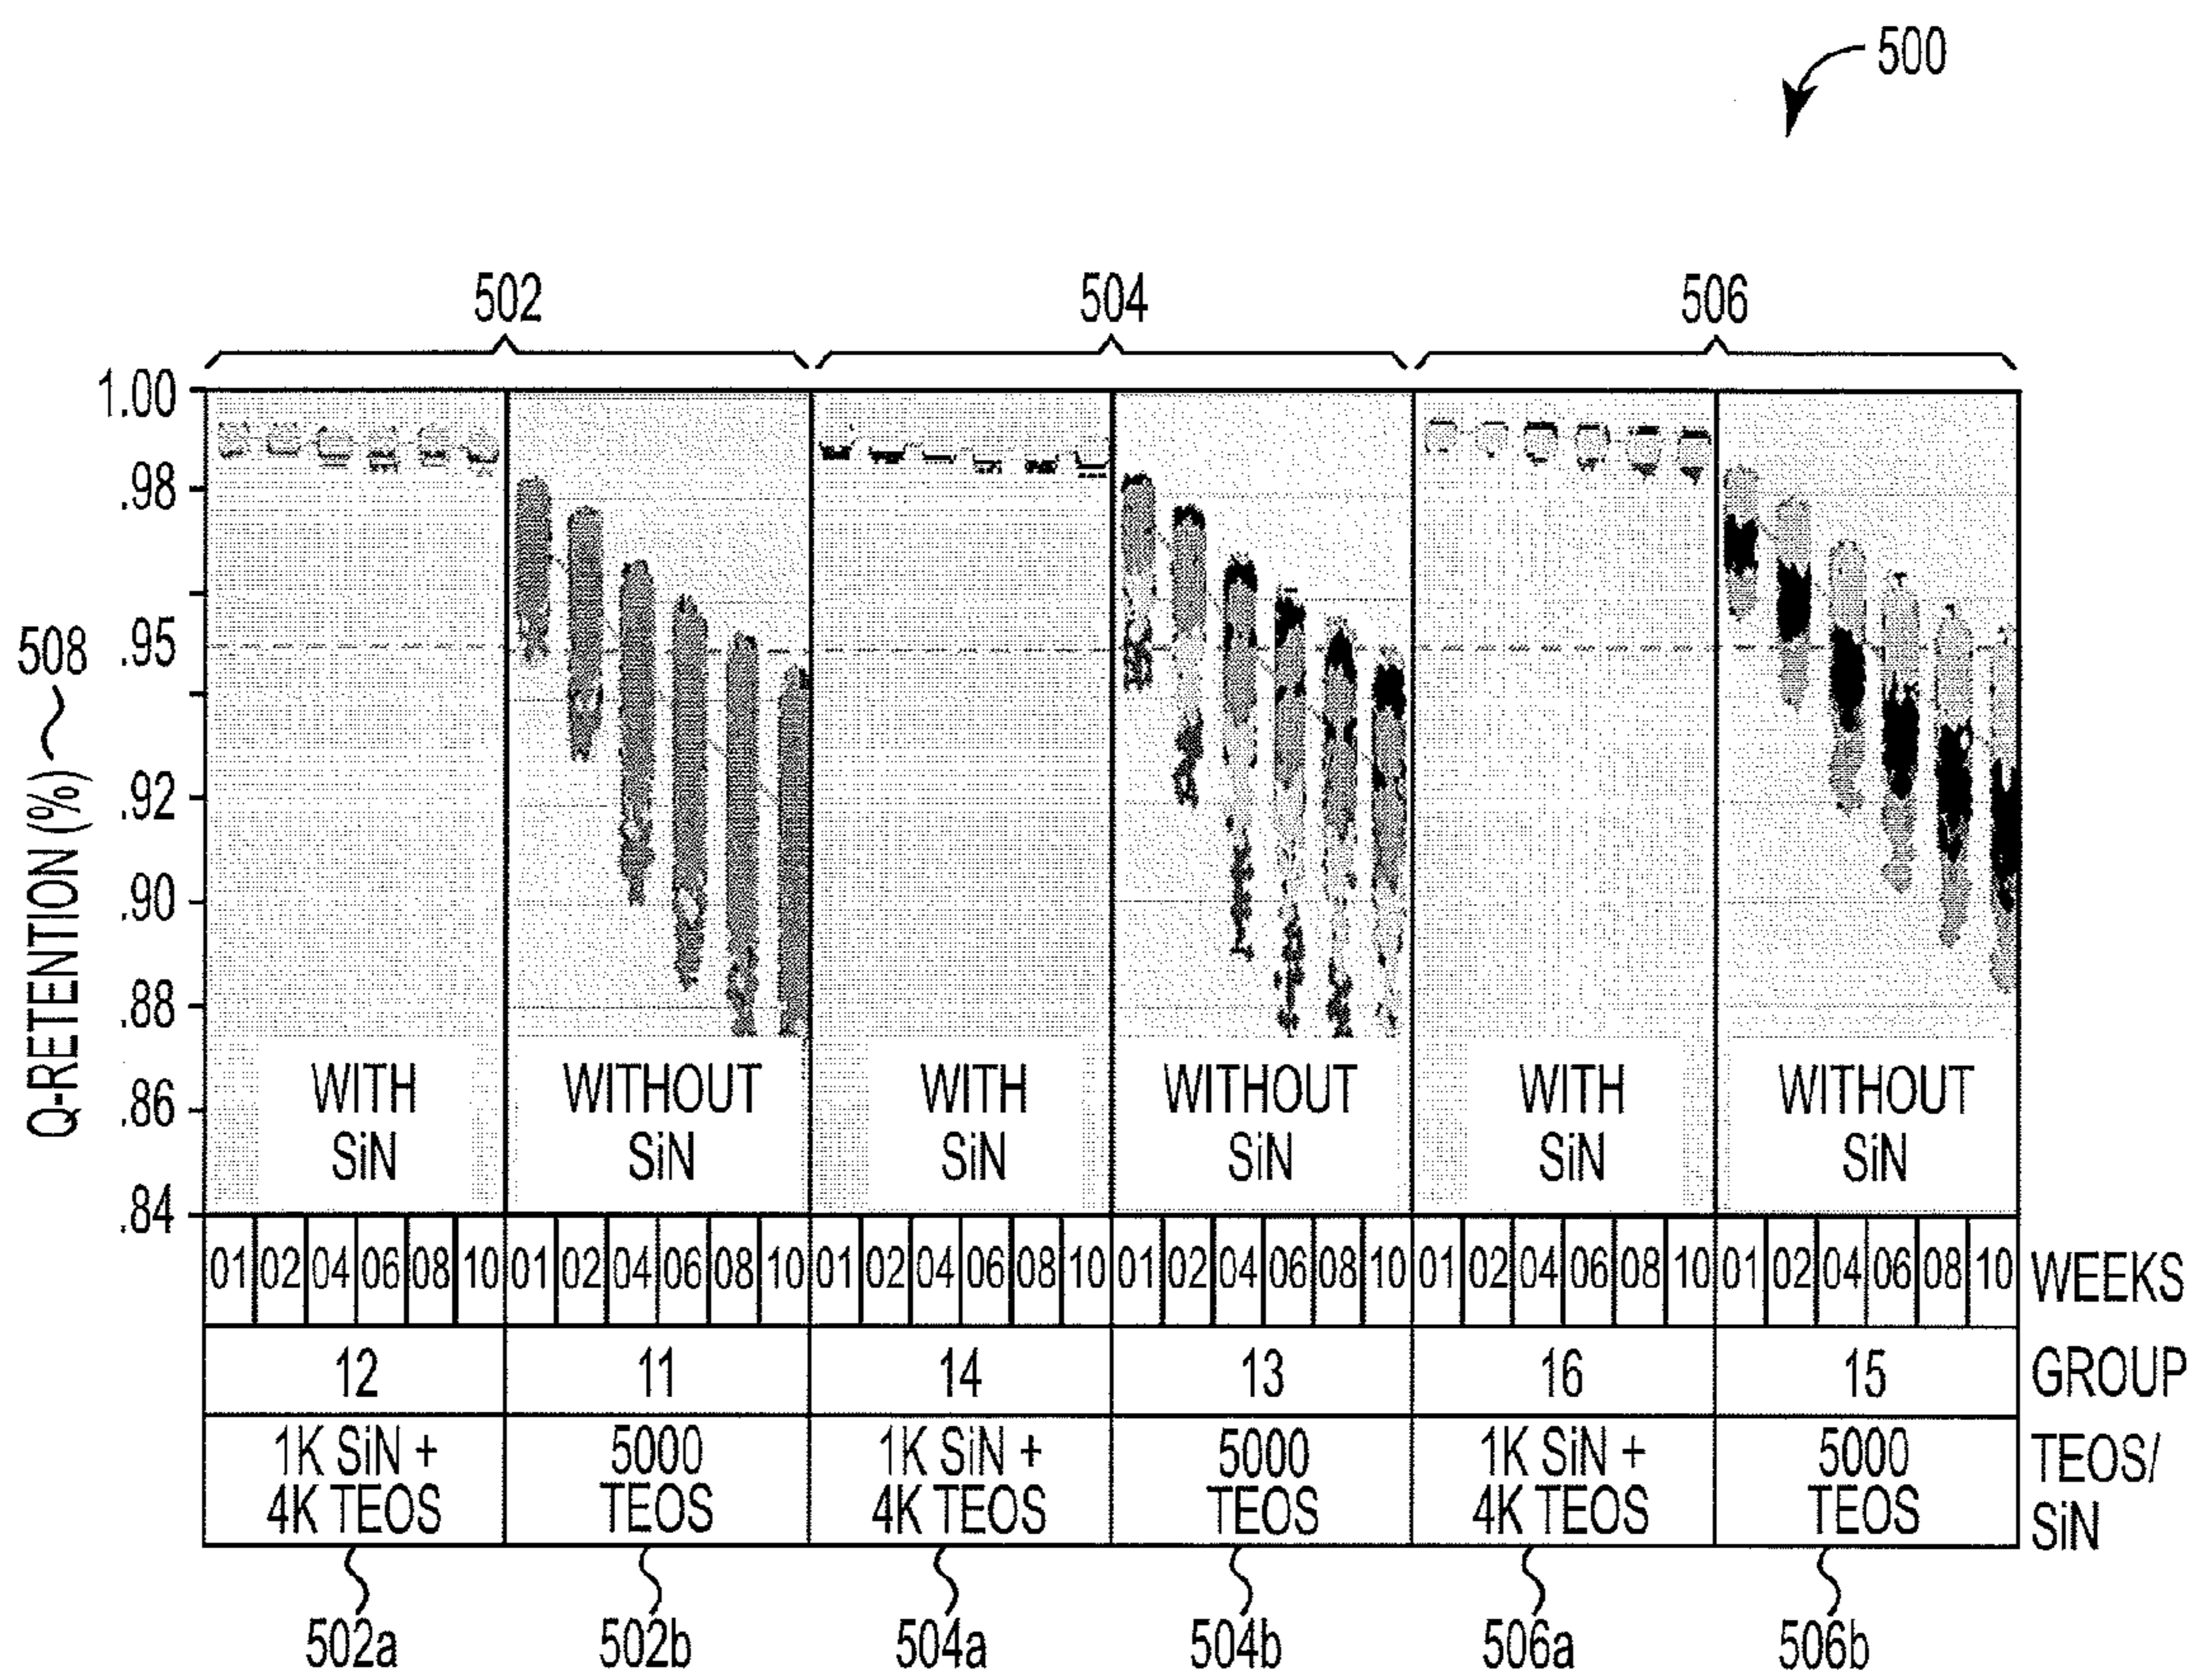 500
502 504 506
1.00
.98
.95
.92
.90
.88
.86
.84
508
Q-RETENTION (%)
WITH SiN
WITHOUT SiN
WITH SiN
WITHOUT SiN
WITH SiN
WITHOUT SiN
01 02 04 06 08 10 01 02 04 06 08 10 01 02 04 06 08 10 01 02 04 06 08 10 01 02 04 06 08 10 01 02 04 06 08 10 WEEKS
12 11 14 13 16 15 GROUP
1K SiN + 5000 1K SiN + 5000 1K SiN + 5000 TEOS/
4K TEOS TEOS 4K TEOS TEOS 4K TEOS TEOS SiN
502a 502b 504a 504b 506a 506b